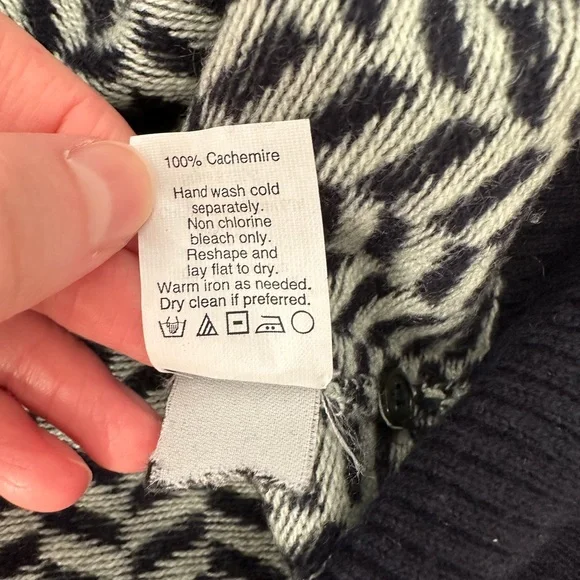 100% Cachemire
Hand wash cold
separately.
Non chlorine
bleach only.
Reshape and
lay flat to dry.
Warm iron as needed.
Dry clean if preferred.